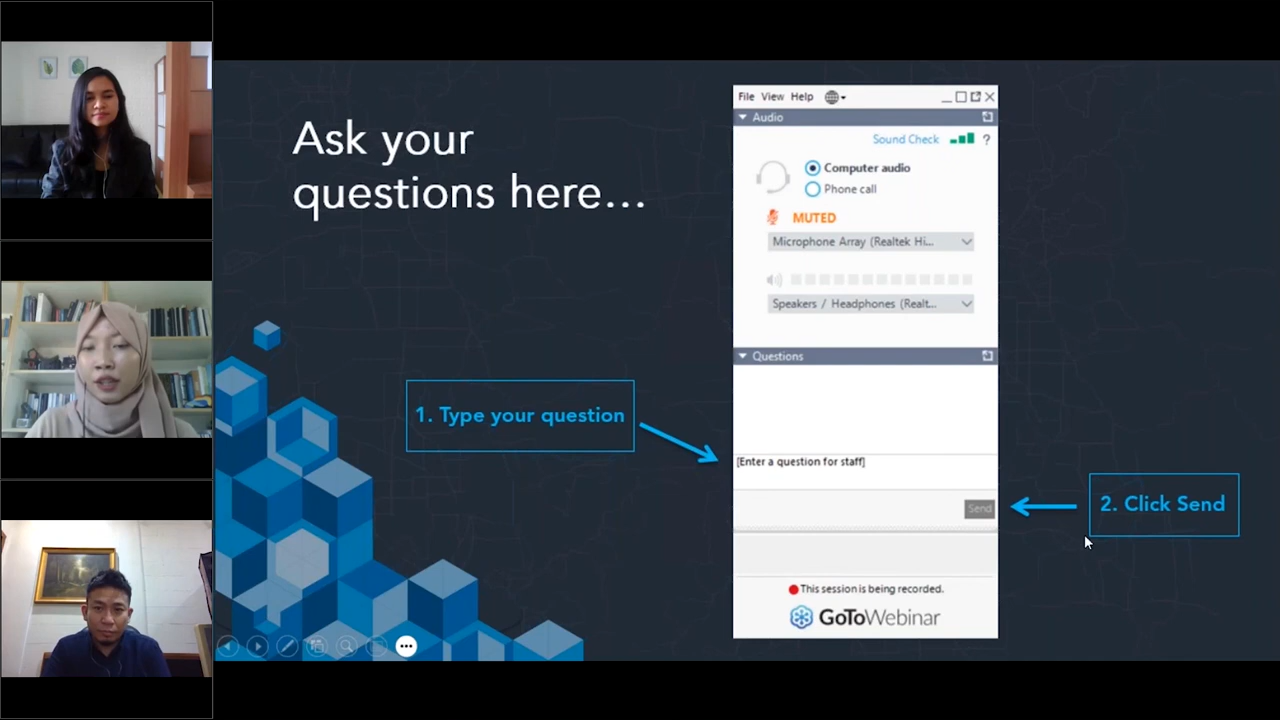 Ask your
questions here...
File View Help
Audio
Sound Check ?
Computer audio
Phone call
MUTED
Microphone Array (Realtek Hi...
Speakers / Headphones (Realt...
Questions
1. Type your question
[Enter a question for staff]
Send
2. Click Send
This session is being recorded.
GoToWebinar